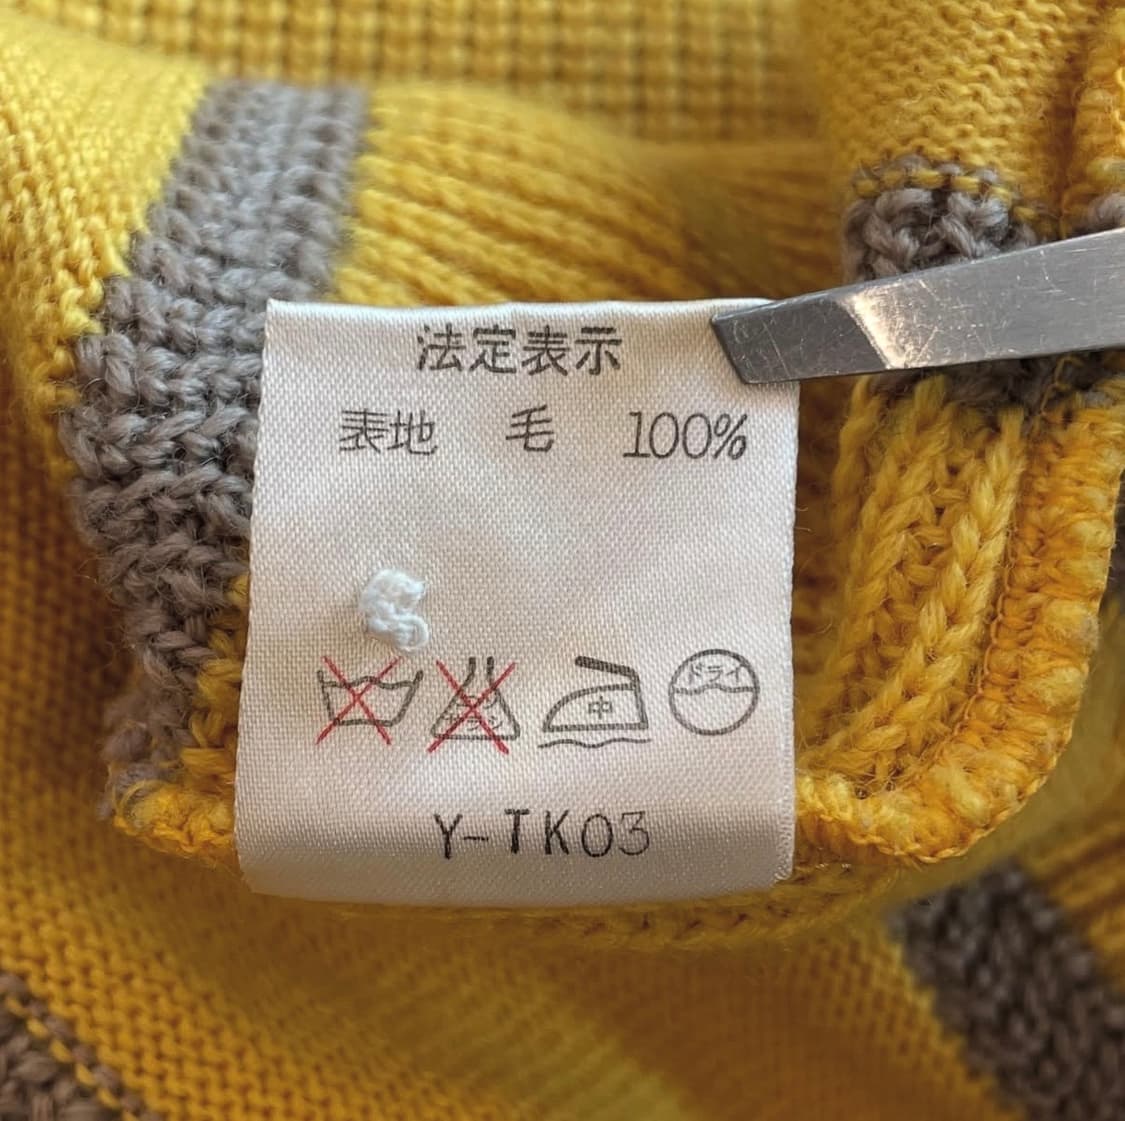 法定表示
表地 毛 100%
中 ドライ
Y-TK03